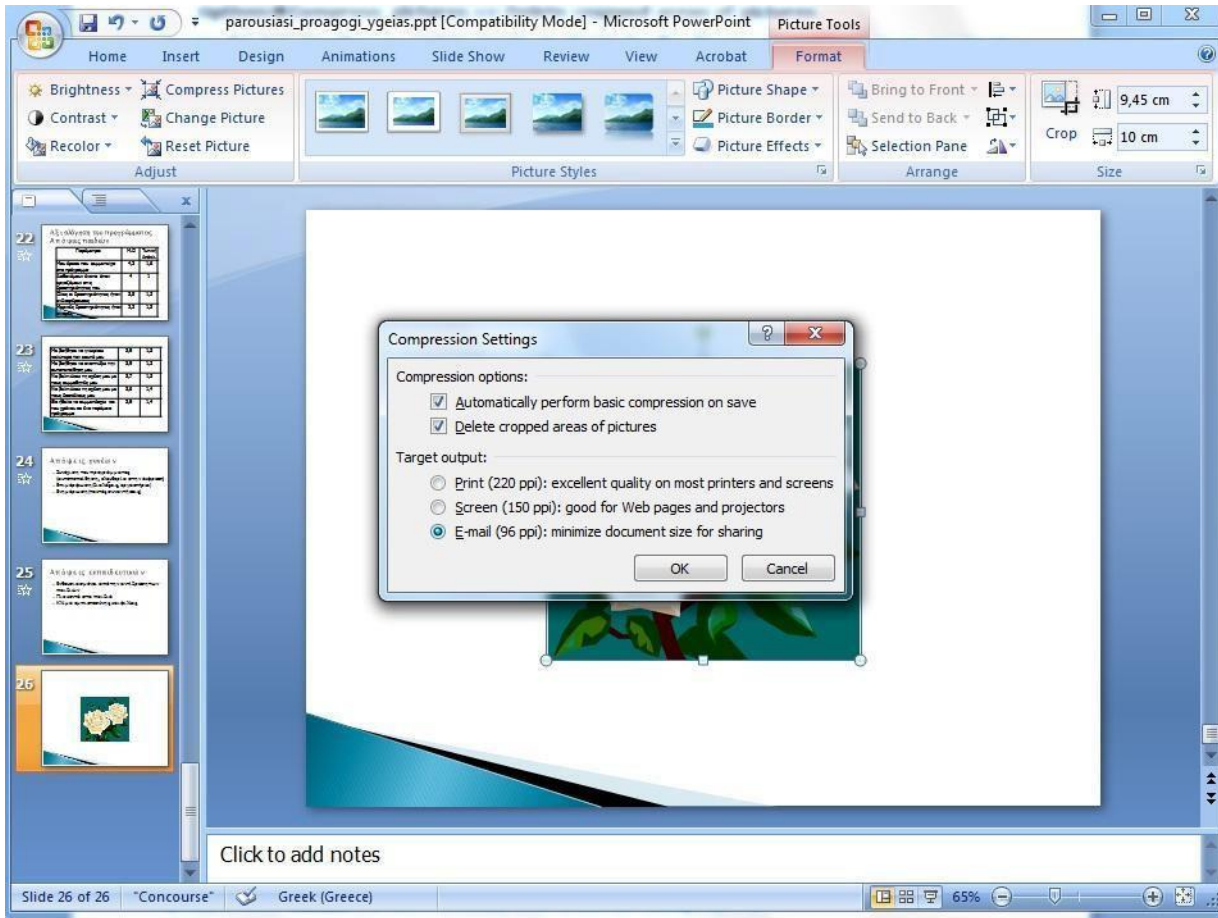 parousiasi_proagogi_ygeias.ppt [Compatibility Mode] - Microsoft PowerPoint
Picture Tools
Home Insert Design Animations Slide Show Review View Acrobat Format
Brightness
Contrast
Recolor
Compress Pictures
Change Picture
Reset Picture
Adjust
Picture Styles
Picture Shape
Picture Border
Picture Effects
Bring to Front
Send to Back
Selection Pane
Arrange
Crop
9,45 cm
10 cm
Size
22
23
24
25
26
Compression Settings
Compression options:
Automatically perform basic compression on save
Delete cropped areas of pictures
Target output:
Print (220 ppi): excellent quality on most printers and screens
Screen (150 ppi): good for Web pages and projectors
E-mail (96 ppi): minimize document size for sharing
OK Cancel
Click to add notes
Slide 26 of 26 "Concourse" Greek (Greece) 65%